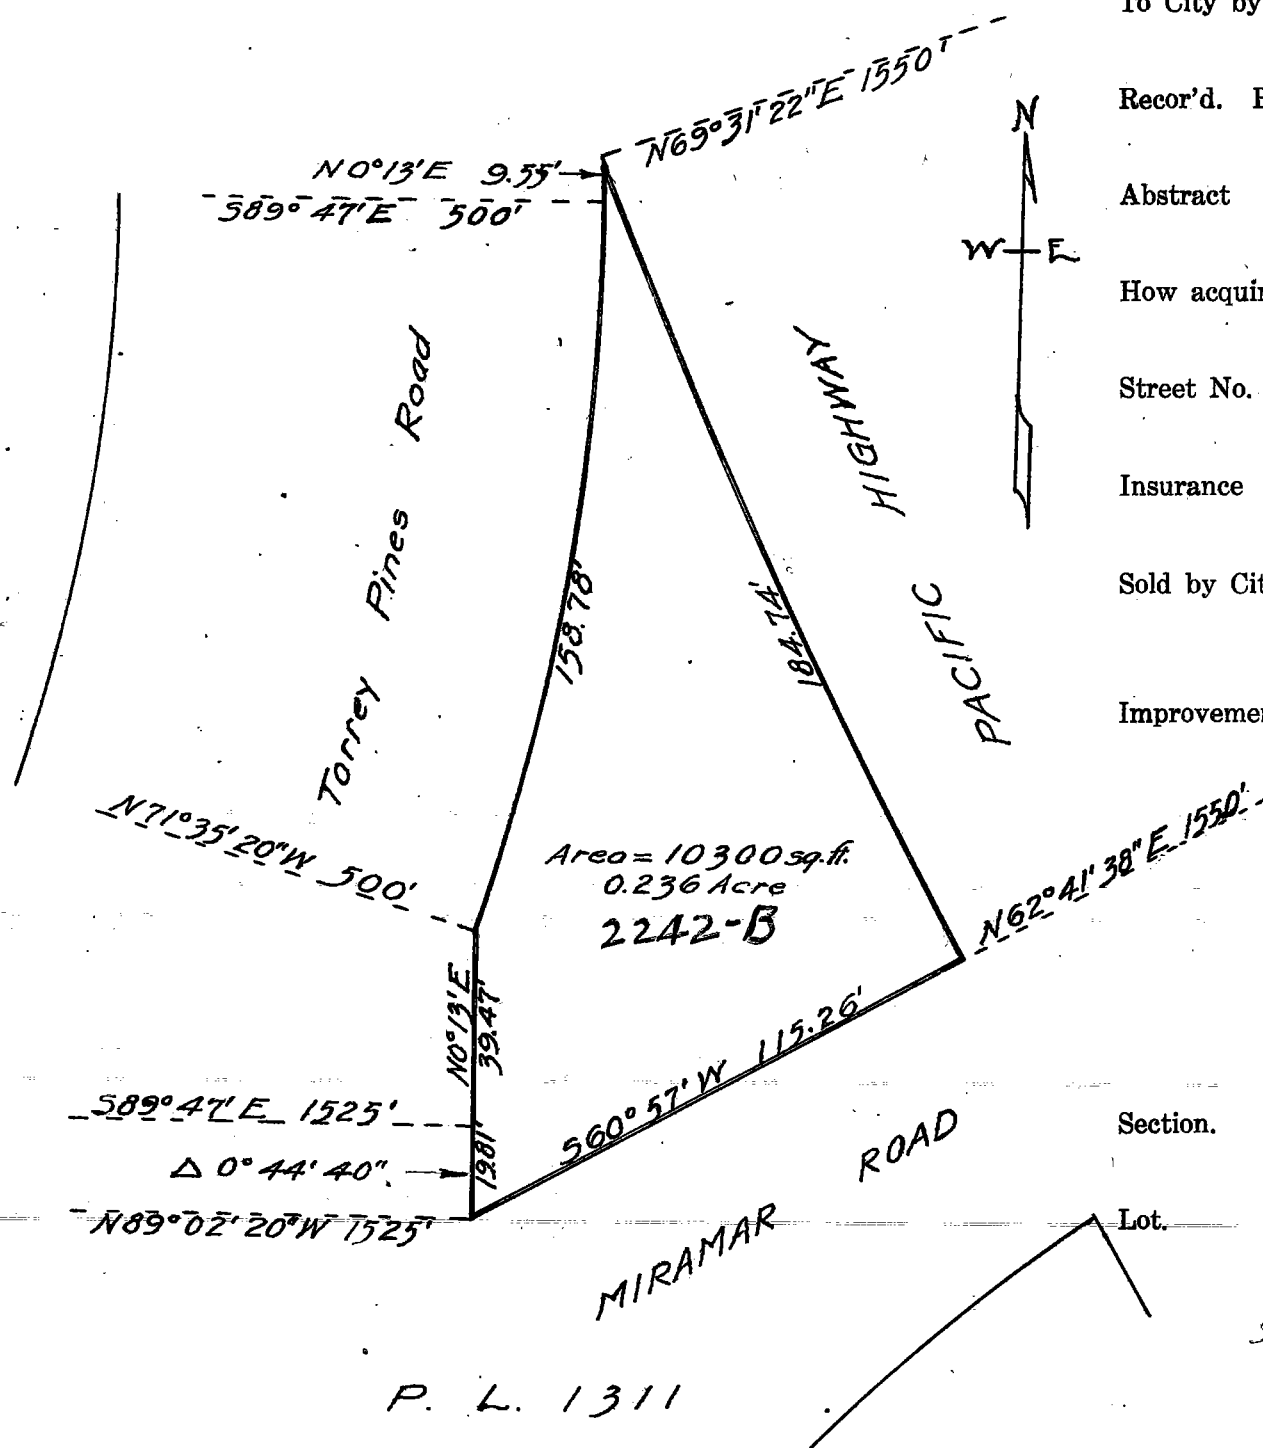 To City by
N69°31'22"E 1550'
Recor'd.
N
N0°13'E 9.55'
S89°47'E 500'
Abstract
W E
How acquir
Torrey Pines Road
PACIFIC HIGHWAY
Street No.
Insurance
158.78'
184.74'
Sold by Cit
Improvemen
N71°35'20"W 500'
Area = 10300 sq.ft.
0.236 Acre
2242-B
N62°41'38"E 1550'
N0°13'E
39.47'
S60°57'W 115.26'
S89°47'E 1525'
Section.
Δ 0°44'40"
19.81'
N89°02'20"W 1525'
Lot.
MIRAMAR ROAD
P. L. 1311